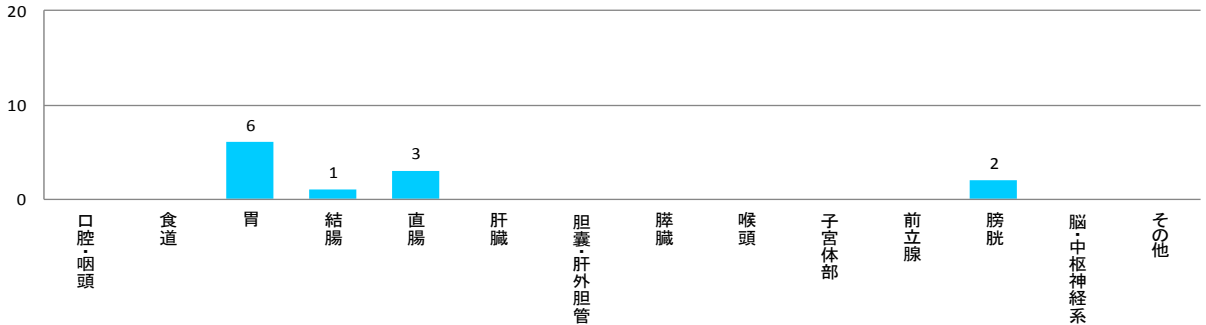 20
10
0
6
1
3
2
口腔・咽頭
食道
胃
結腸
直腸
肝臓
胆嚢・肝外胆管
膵臓
喉頭
子宮体部
前立腺
膀胱
脳・中枢神経系
その他